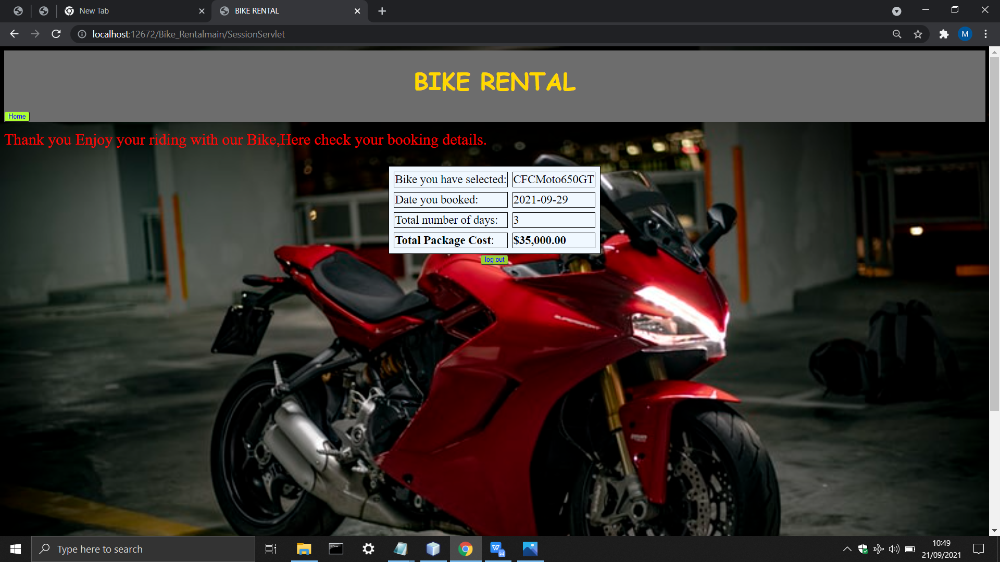 New Tab
BIKE RENTAL
localhost:12672/Bike_Rentalmain/SessionServlet
M
BIKE RENTAL
Home
Thank you Enjoy your riding with our Bike,Here check your booking details.
Bike you have selected: CFCMoto650GT
Date you booked: 2021-09-29
Total number of days: 3
Total Package Cost: $35,000.00
log out
SUPERSPORT
Type here to search
10:49
21/09/2021